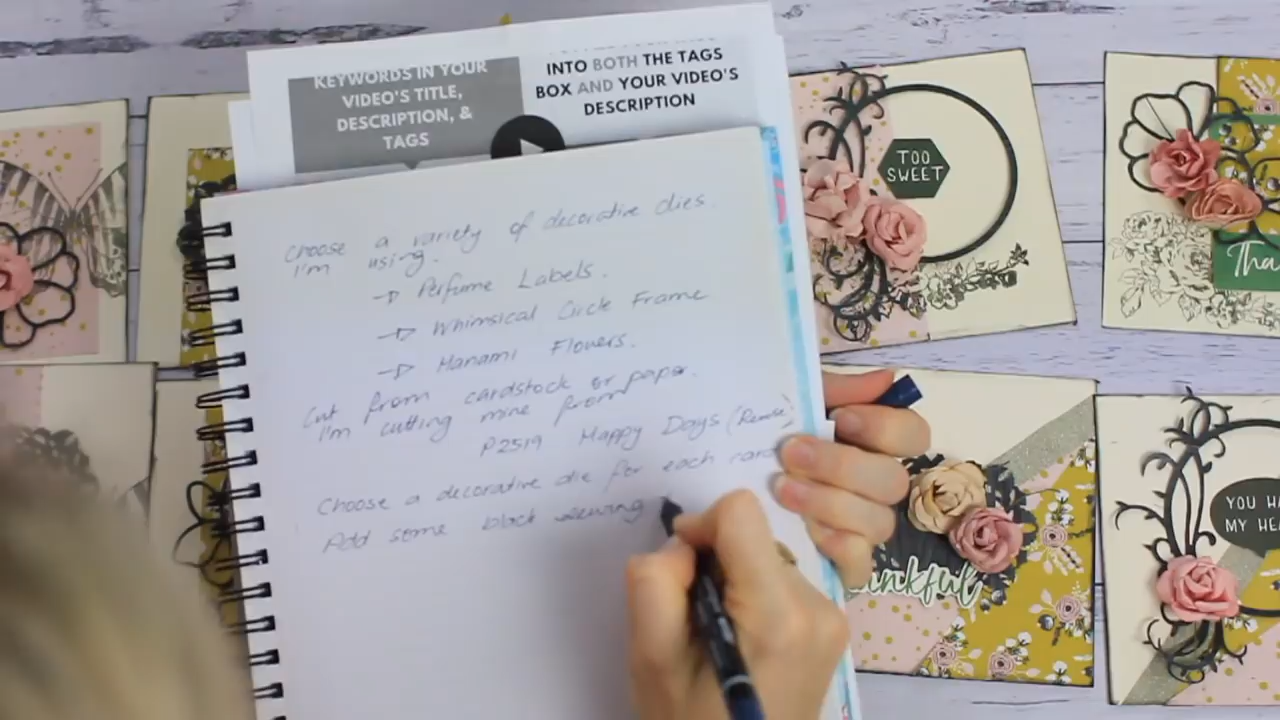 KEYWORDS IN YOUR
VIDEO'S TITLE,
DESCRIPTION, &
TAGS
INTO BOTH THE TAGS
BOX AND YOUR VIDEO'S
DESCRIPTION
Choose a variety of decorative dies.
I'm using.
→ Perfume Labels.
→ Whimsical Circle Frame
→ Hanami Flowers.
Cut from cardstock or paper.
I'm cutting mine from
P2519 Happy Days
Choose a decorative die for each card
Add some black sewing
TOO
SWEET
Tha
ankful
YOU HA
MY HEA